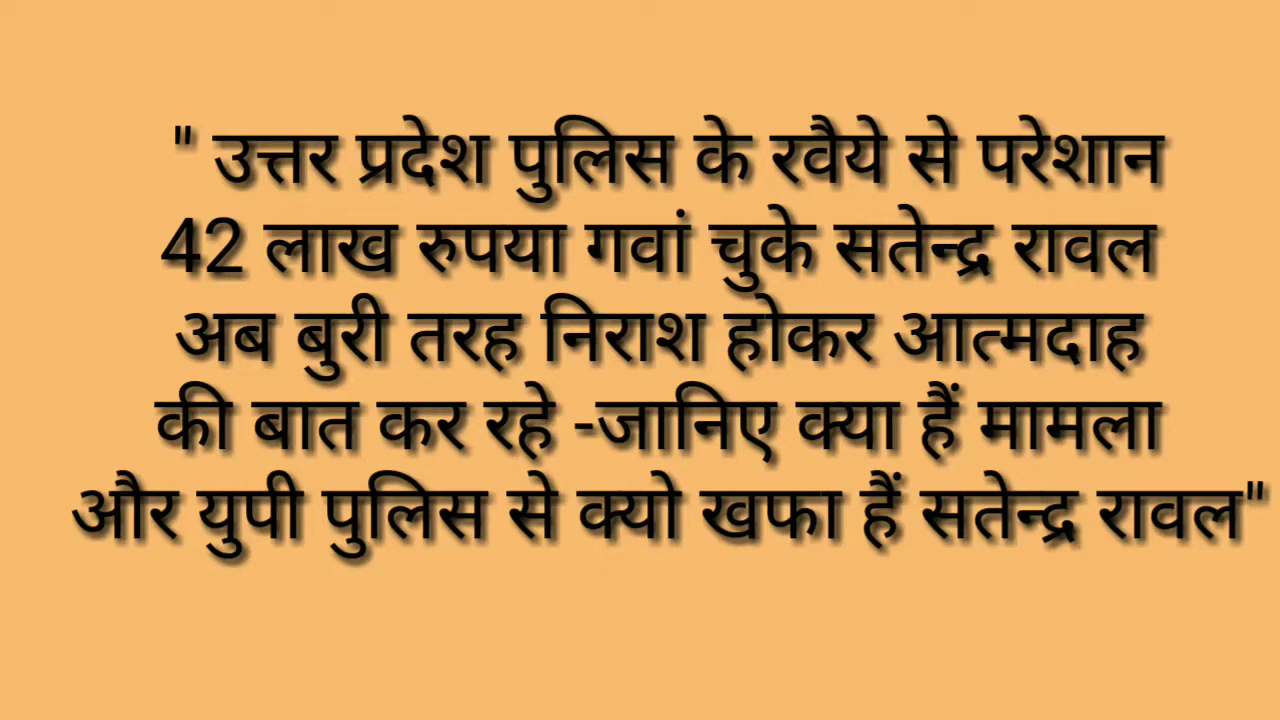 " उत्तर प्रदेश पुलिस के रवैये से परेशान
42 लाख रुपया गवां चुके सतेन्द्र रावल
अब बुरी तरह निराश होकर आत्मदाह
की बात कर रहे -जानिए क्या हैं मामला
और युपी पुलिस से क्यो खफा हैं सतेन्द्र रावल"